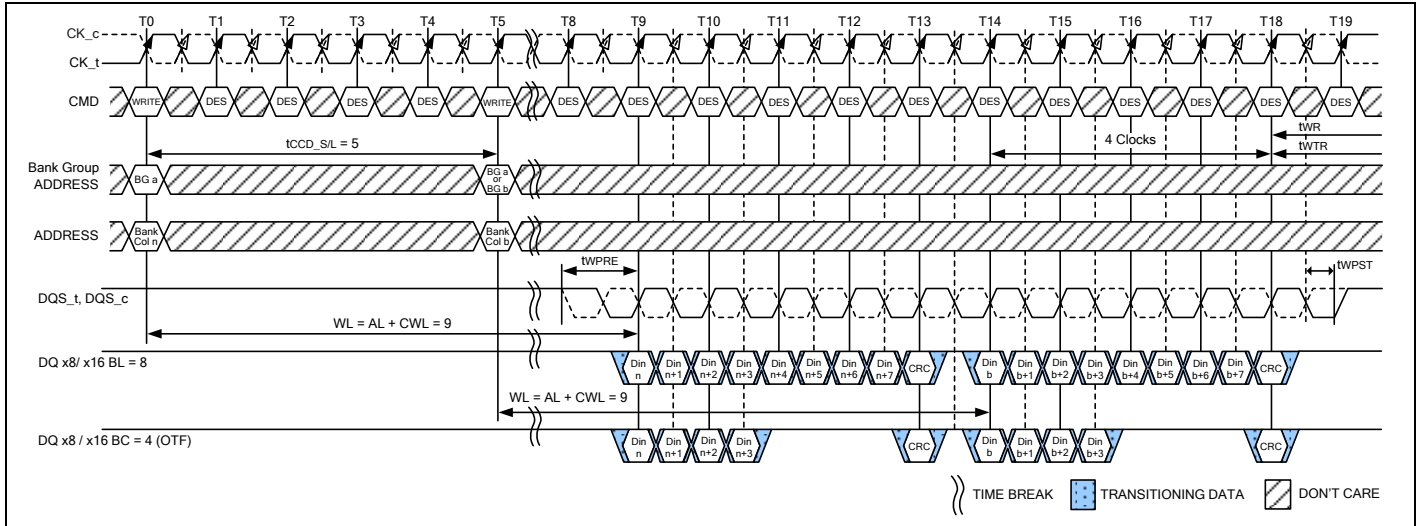 T0 T1 T2 T3 T4 T5 T8 T9 T10 T11 T12 T13 T14 T15 T16 T17 T18 T19
CK_c
CK_t
CMD WRITE DES DES DES DES WRITE DES DES DES DES DES DES DES DES DES DES DES DES
tCCD_S/L = 5 4 Clocks tWR
tWTR
Bank Group
ADDRESS BG a BG a
or
BG b
ADDRESS Bank
Col n Bank
Col b
tWPRE tWPST
DQS_t, DQS_c
WL = AL + CWL = 9
DQ x8/ x16 BL = 8 Din
n Din
n+1 Din
n+2 Din
n+3 Din
n+4 Din
n+5 Din
n+6 Din
n+7 CRC Din
b Din
b+1 Din
b+2 Din
b+3 Din
b+4 Din
b+5 Din
b+6 Din
b+7 CRC
WL = AL + CWL = 9
DQ x8 / x16 BC = 4 (OTF) Din
n Din
n+1 Din
n+2 Din
n+3 CRC Din
b Din
b+1 Din
b+2 Din
b+3 CRC
TIME BREAK TRANSITIONING DATA DON'T CARE